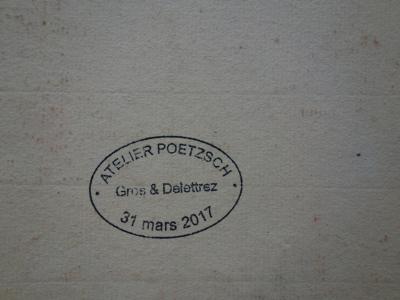 ATELIER POETZSCH
Gros & Delettrez
31 mars 2017